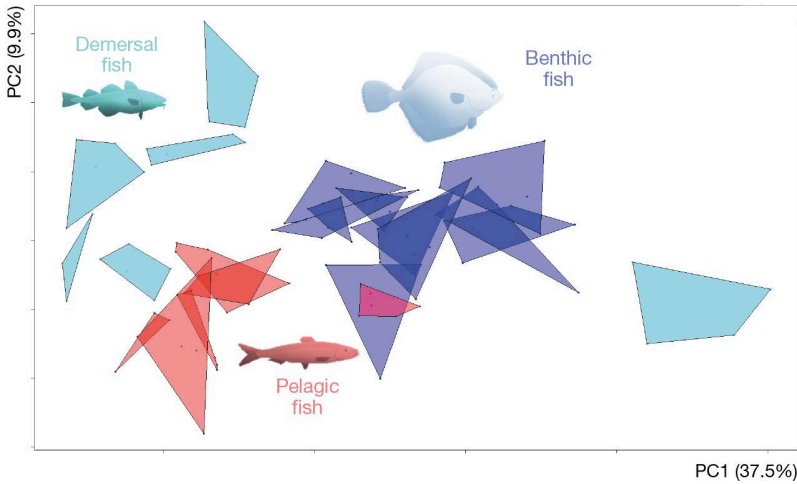 PC2 (9.9%)
Demersal
fish
Benthic
fish
Pelagic
fish
PC1 (37.5%)